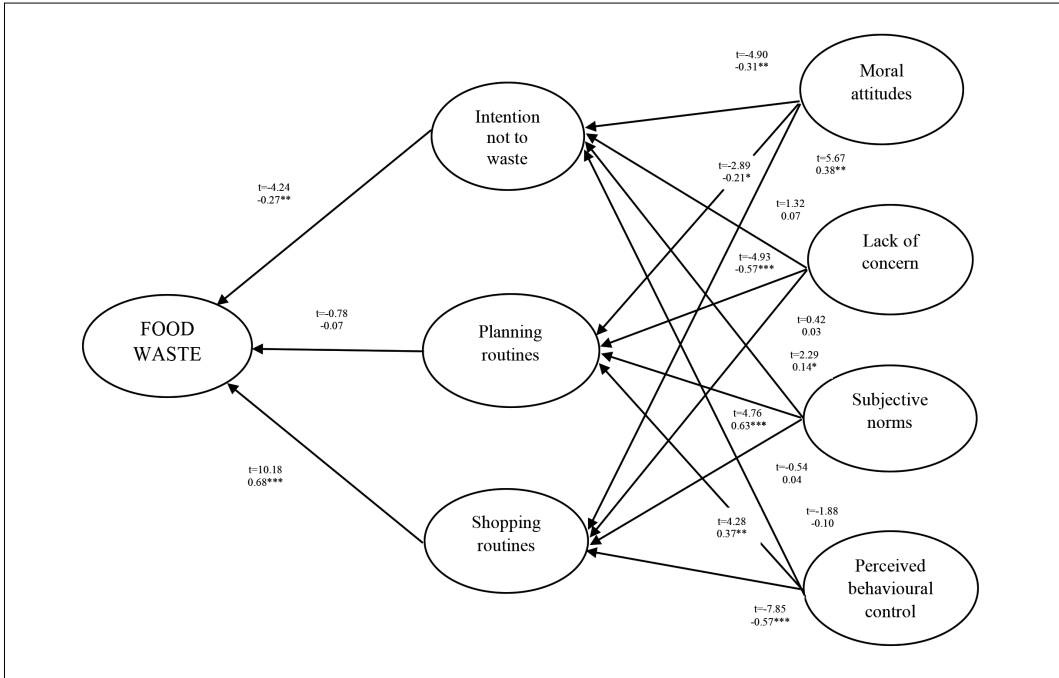 t=-4.90
-0.31**
Moral
attitudes
Intention
not to
waste
t=-2.89
-0.21*
t=5.67
0.38**
t=-4.24
-0.27**
t=1.32
0.07
Lack of
concern
t=-4.93
-0.57***
t=-0.78
-0.07
t=0.42
0.03
FOOD
WASTE
Planning
routines
t=2.29
0.14*
Subjective
norms
t=4.76
0.63***
t=10.18
0.68***
t=-0.54
0.04
t=-1.88
-0.10
Shopping
routines
t=4.28
0.37**
Perceived
behavioural
control
t=-7.85
-0.57***